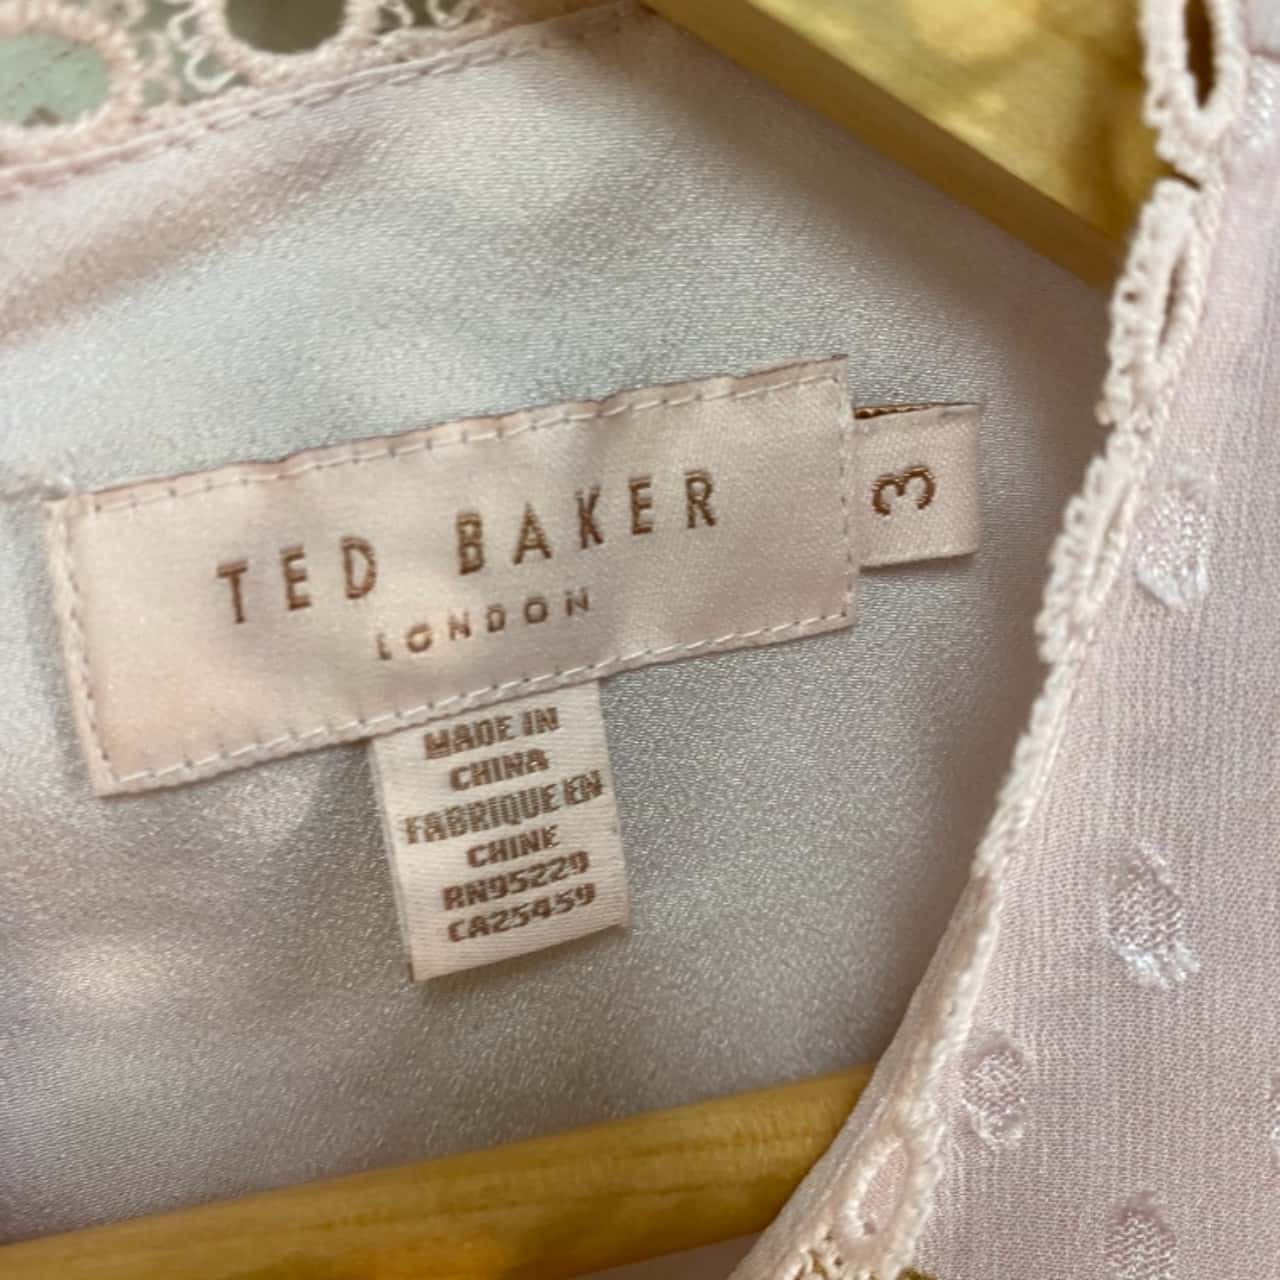 TED BAKER
LONDON
3
MADE IN
CHINA
FABRIQUE EN
CHINE
RN95229
CA25459